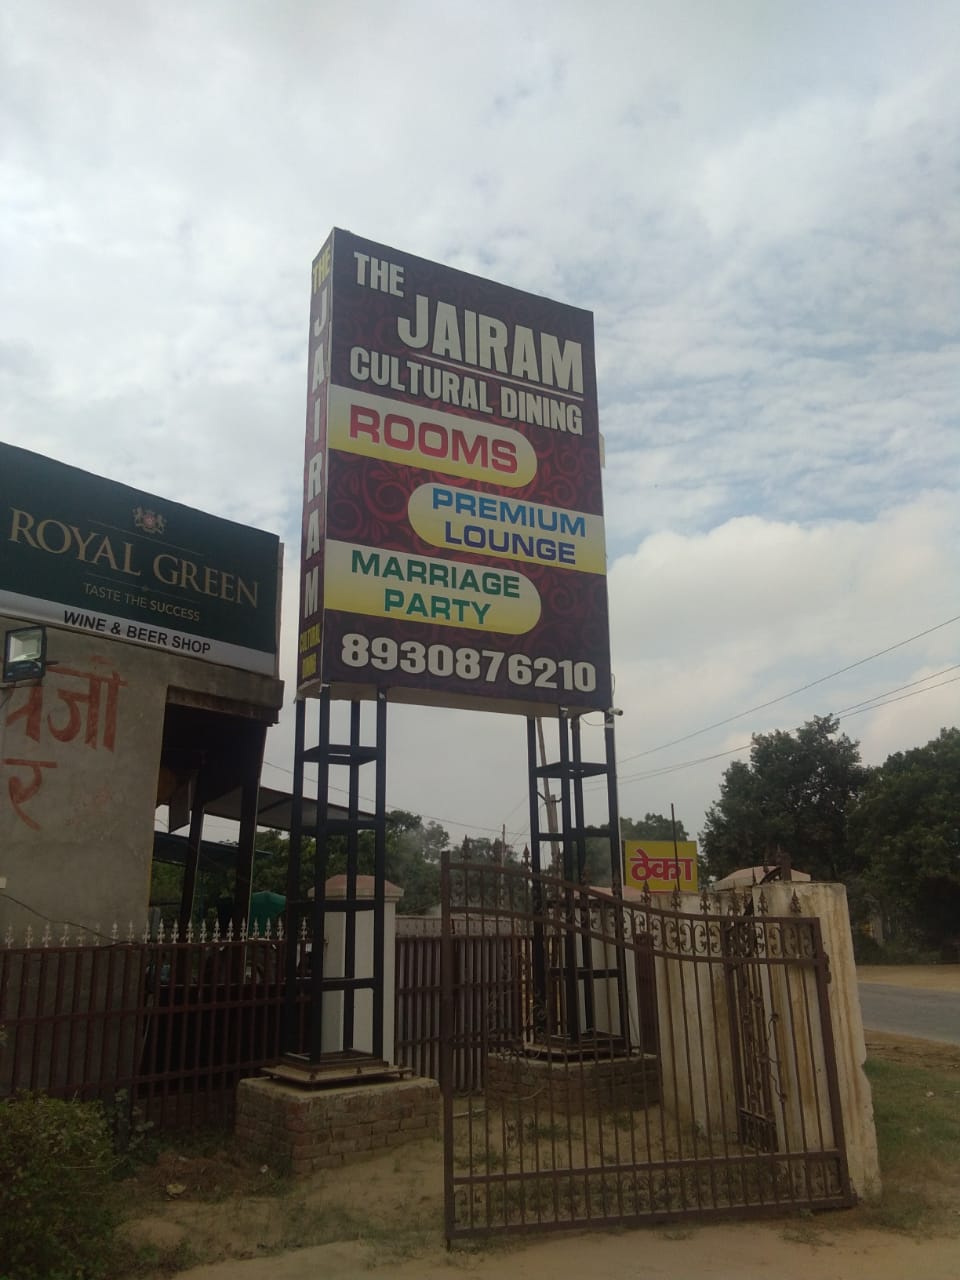 THE
JAIRAM
CULTURAL DINING
ROOMS
PREMIUM
LOUNGE
MARRIAGE
PARTY
8930876210
THE JAIRAM
CULTURAL
ROYAL GREEN
TASTE THE SUCCESS
WINE & BEER SHOP
र
ठेका